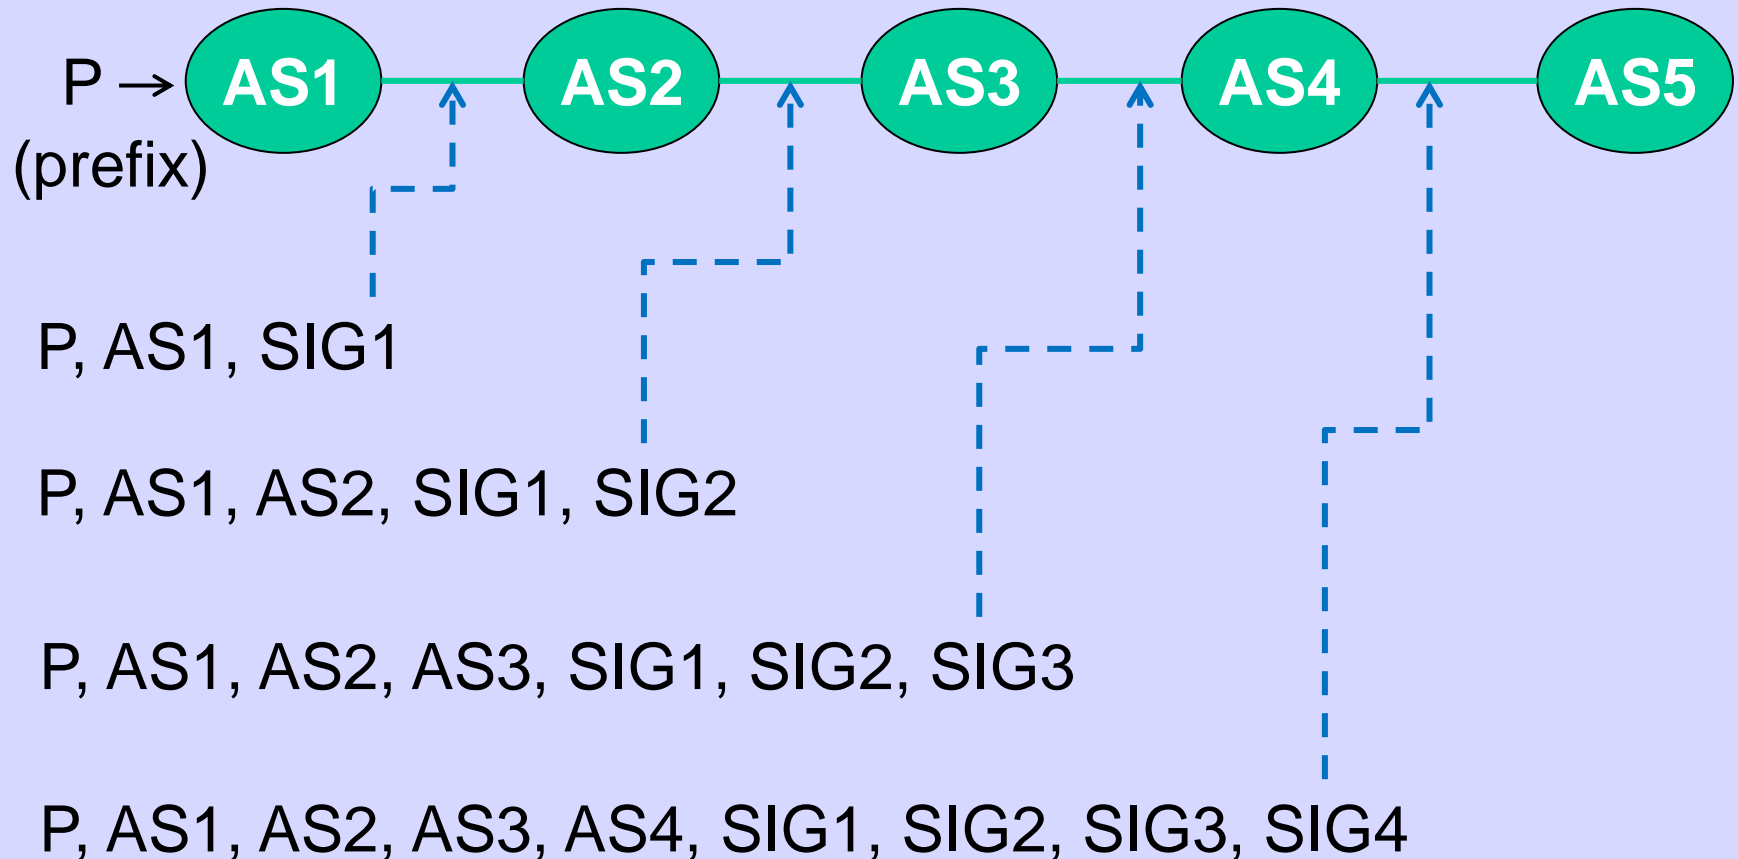 P → AS1 AS2 AS3 AS4 AS5
(prefix)
P, AS1, SIG1
P, AS1, AS2, SIG1, SIG2
P, AS1, AS2, AS3, SIG1, SIG2, SIG3
P, AS1, AS2, AS3, AS4, SIG1, SIG2, SIG3, SIG4